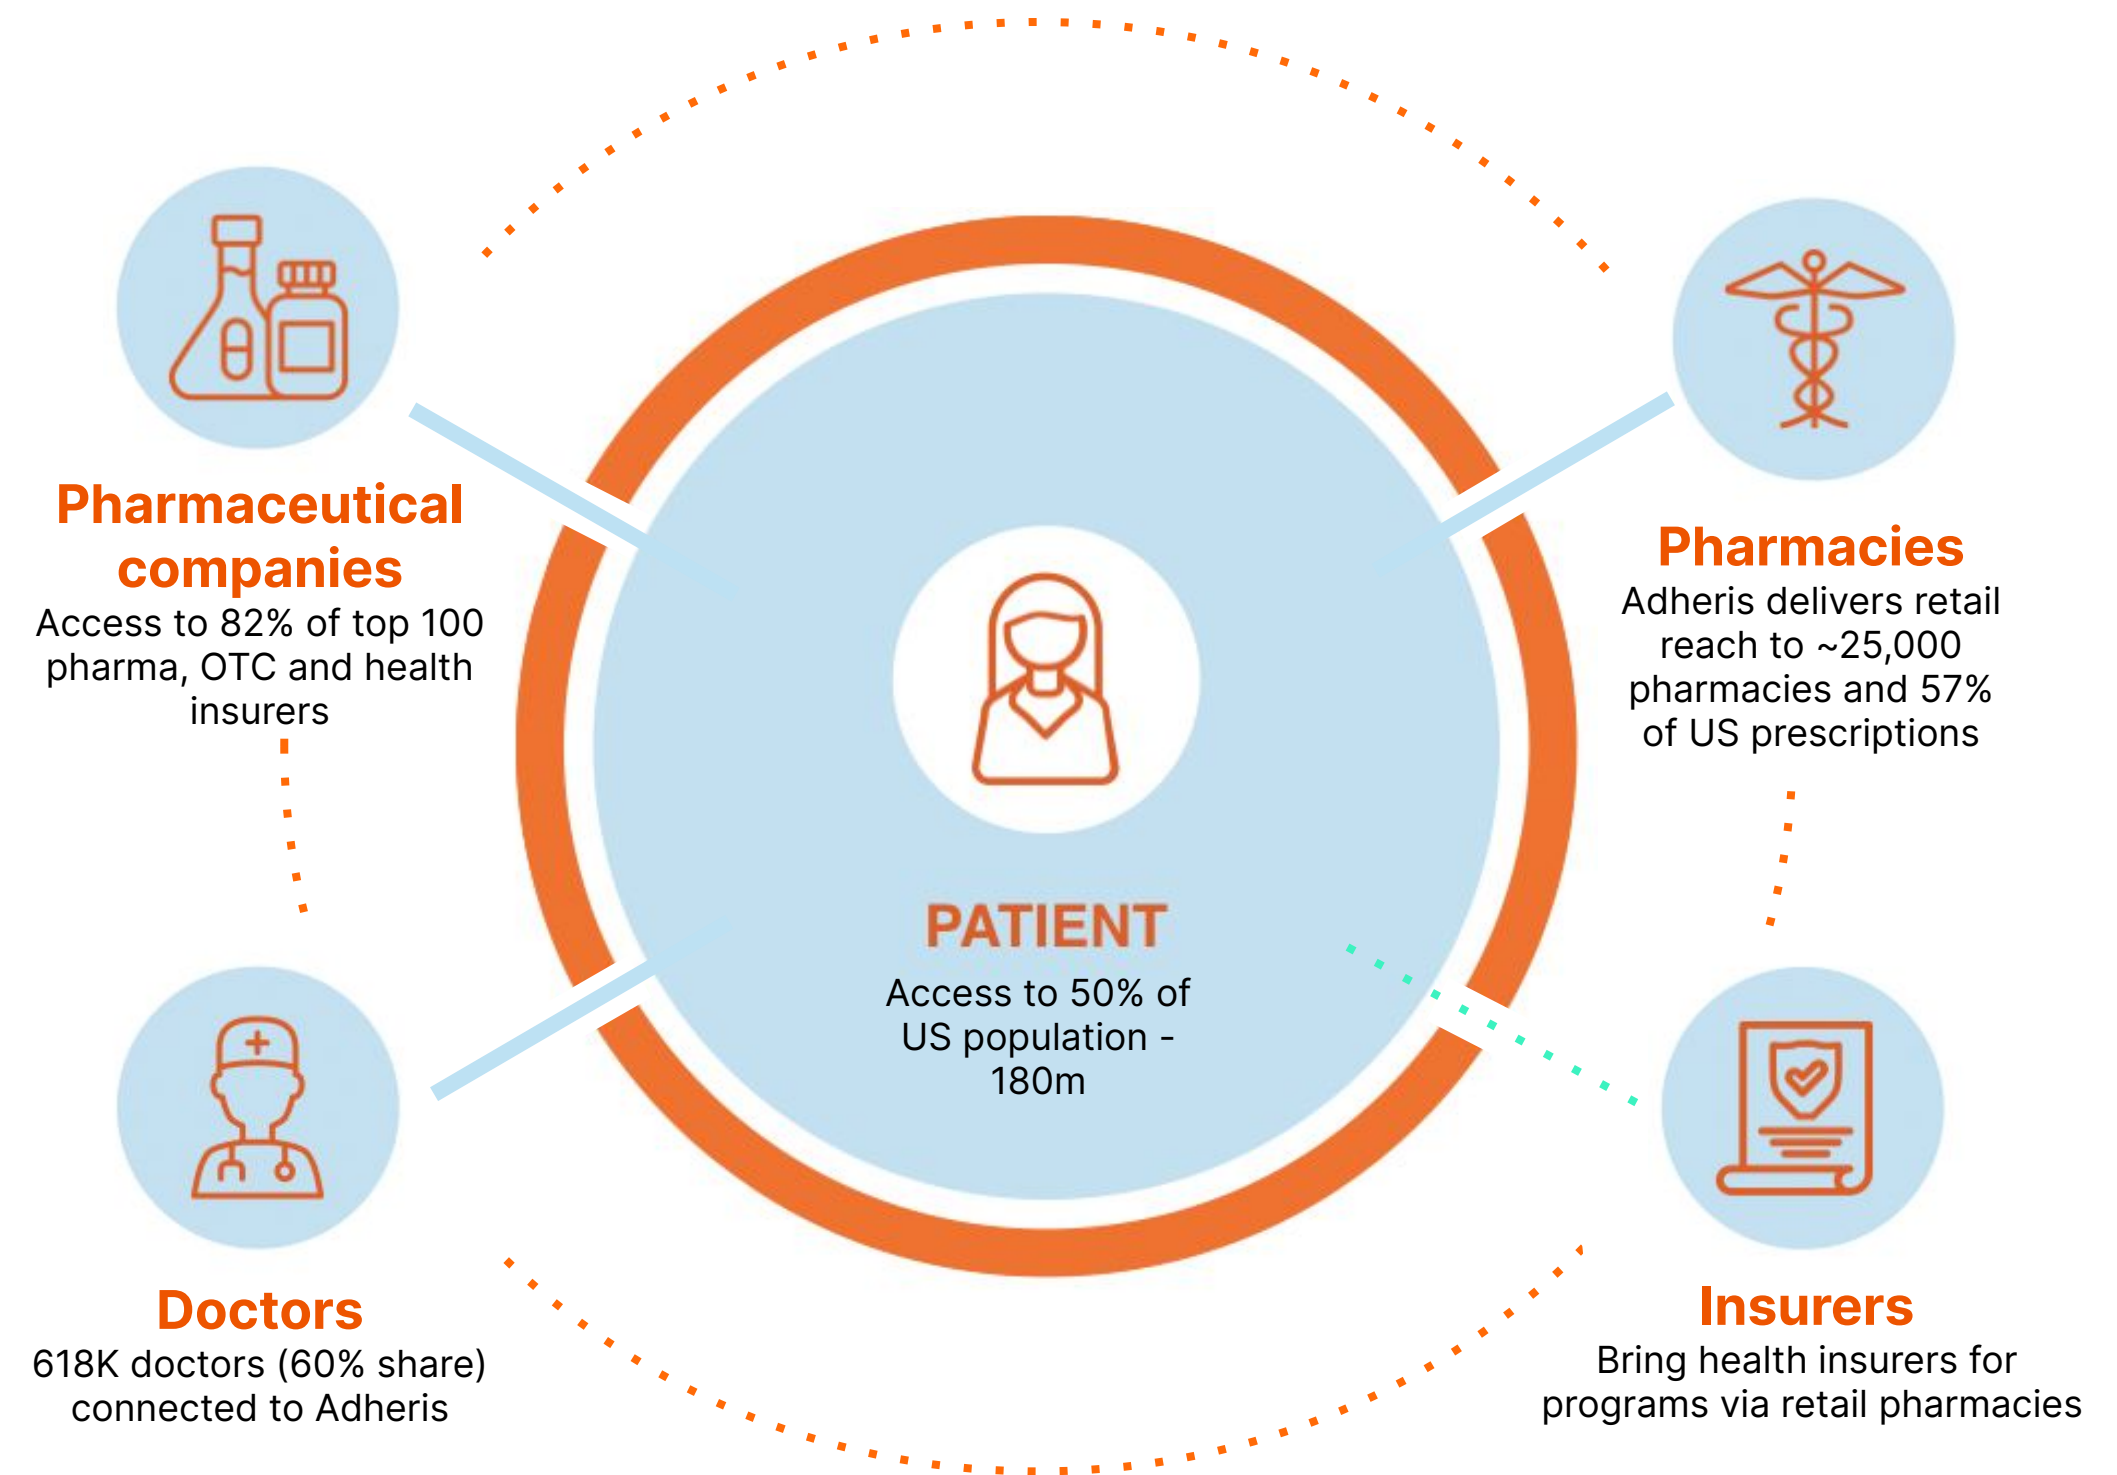 Pharmaceutical
companies
Access to 82% of top 100
pharma, OTC and health
insurers
Pharmacies
Adheris delivers retail
reach to ~25,000
pharmacies and 57%
of US prescriptions
PATIENT
Access to 50% of
US population -
180m
Doctors
618K doctors (60% share)
connected to Adheris
Insurers
Bring health insurers for
programs via retail pharmacies